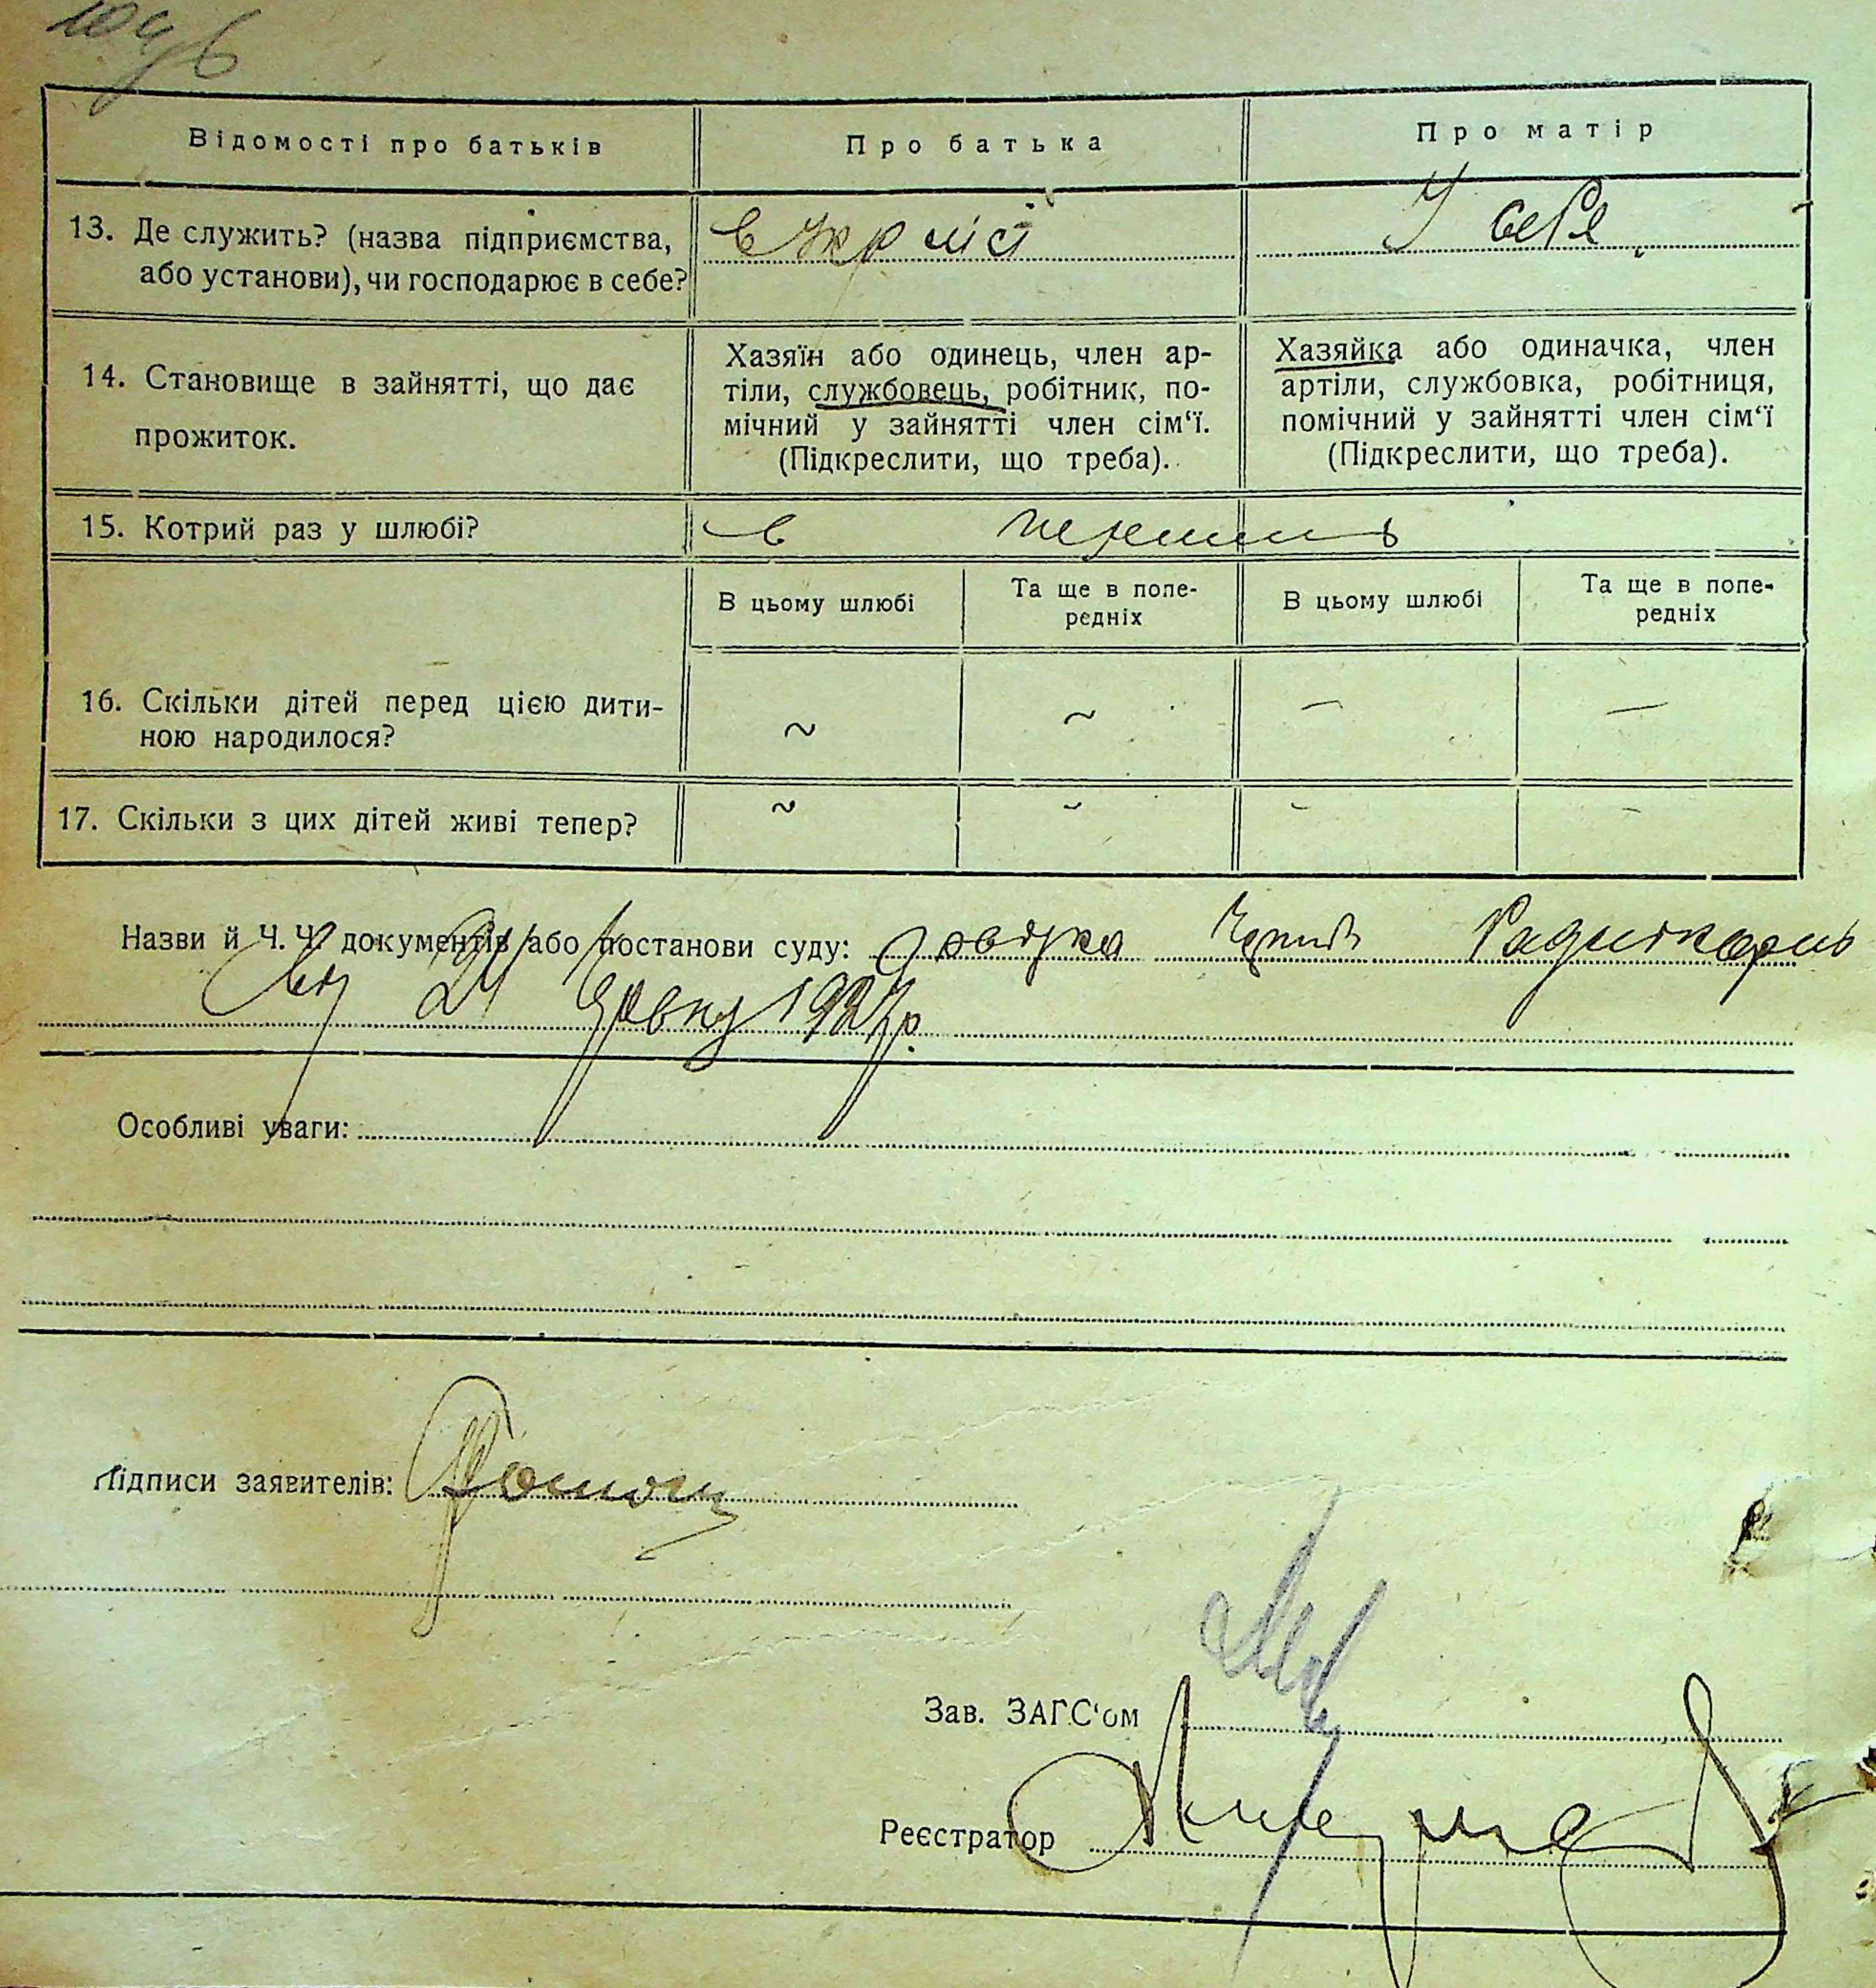 Відомості про батьків
Про батька
Про матір
13. Де служить? (назва підприємства, або установи), чи господарює в себе?
в
У себе
14. Становище в зайнятті, що дає прожиток.
Хазяїн або одинець, член ар-
тіли, службовець, робітник, по-
мічний у зайнятті член сім‘ї.
(Підкреслити, що треба).
Хазяйка або одиначка, член
артіли, службовка, робітниця,
помічний у зайнятті член сім‘ї
(Підкреслити, що треба).
15. Котрий раз у шлюбі?
в
В цьому шлюбі
Та ще в попе-
редніх
В цьому шлюбі
Та ще в попе-
редніх
16. Скільки дітей перед цією дити-
ною народилося?
~ ~ — —
17. Скільки з цих дітей живі тепер?
~ ~ - -
Назви й Ч. Ч. документів або постанови суду: Довідка
від 24 1927 р.
Особливі уваги:
Підписи заявителів:
Зав. ЗАГС‘ом
Реєстратор